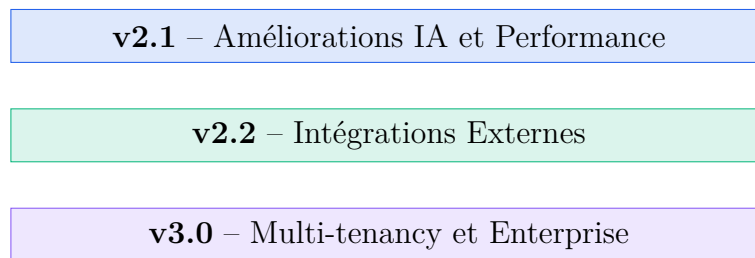 v2.1 – Améliorations IA et Performance
v2.2 – Intégrations Externes
v3.0 – Multi-tenancy et Enterprise